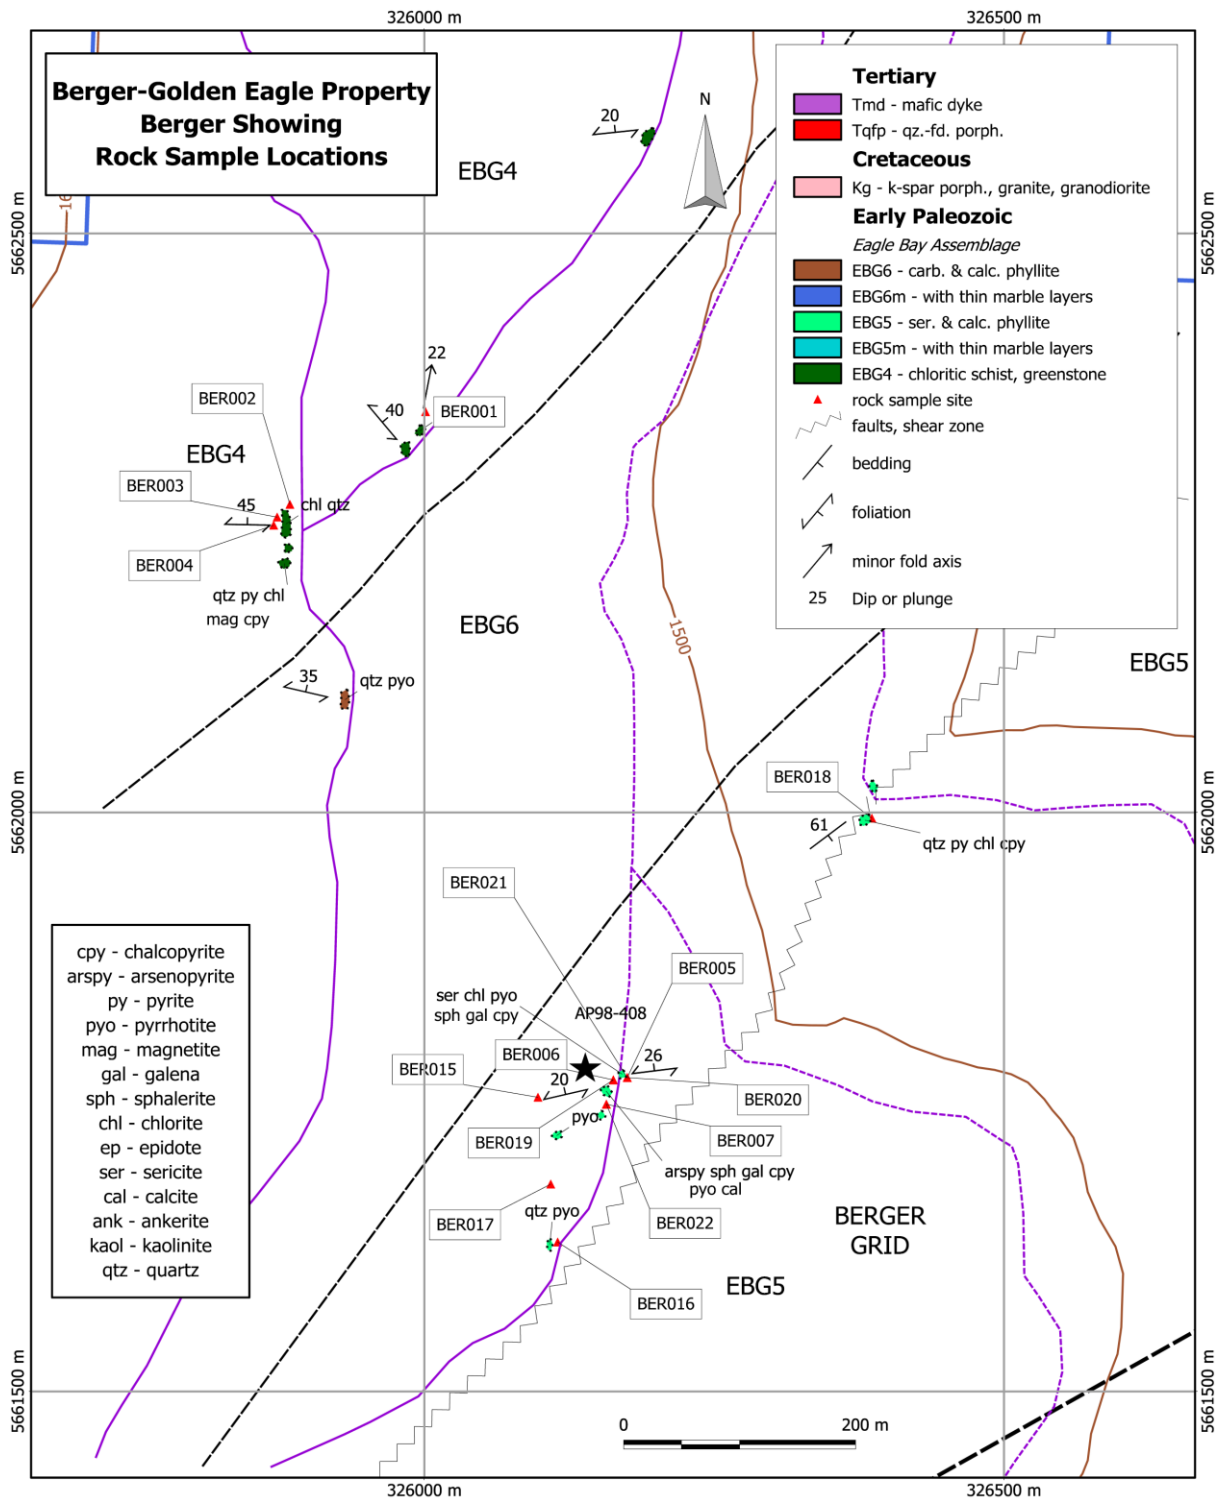 326000 m
326500 m
Berger-Golden Eagle Property
Berger Showing
Rock Sample Locations
Tertiary
Tmd - mafic dyke
Tqfp - qz.-fd. porph.
Cretaceous
Kg - k-spar porph., granite, granodiorite
Early Paleozoic
Eagle Bay Assemblage
EBG6 - carb. & calc. phyllite
EBG6m - with thin marble layers
EBG5 - ser. & calc. phyllite
EBG5m - with thin marble layers
EBG4 - chloritic schist, greenstone
rock sample site
faults, shear zone
bedding
foliation
minor fold axis
25 Dip or plunge
N
20
EBG4
5662500 m
5662500 m
22
BER002
40
BER001
EBG4
BER003
45
chl qtz
BER004
qtz py chl
mag cpy
EBG6
1500
EBG5
35
qtz pyo
BER018
5662000 m
5662000 m
61
qtz py chl cpy
BER021
cpy - chalcopyrite
arspy - arsenopyrite
py - pyrite
pyo - pyrrhotite
mag - magnetite
gal - galena
sph - sphalerite
chl - chlorite
ep - epidote
ser - sericite
cal - calcite
ank - ankerite
kaol - kaolinite
qtz - quartz
BER005
ser chl pyo
sph gal cpy
AP98-408
BER006
26
BER015
20
BER020
pyo
BER019
BER007
arspy sph gal cpy
pyo cal
BER017
qtz pyo
BER022
BERGER
GRID
EBG5
BER016
5661500 m
5661500 m
0
200 m
326000 m
326500 m